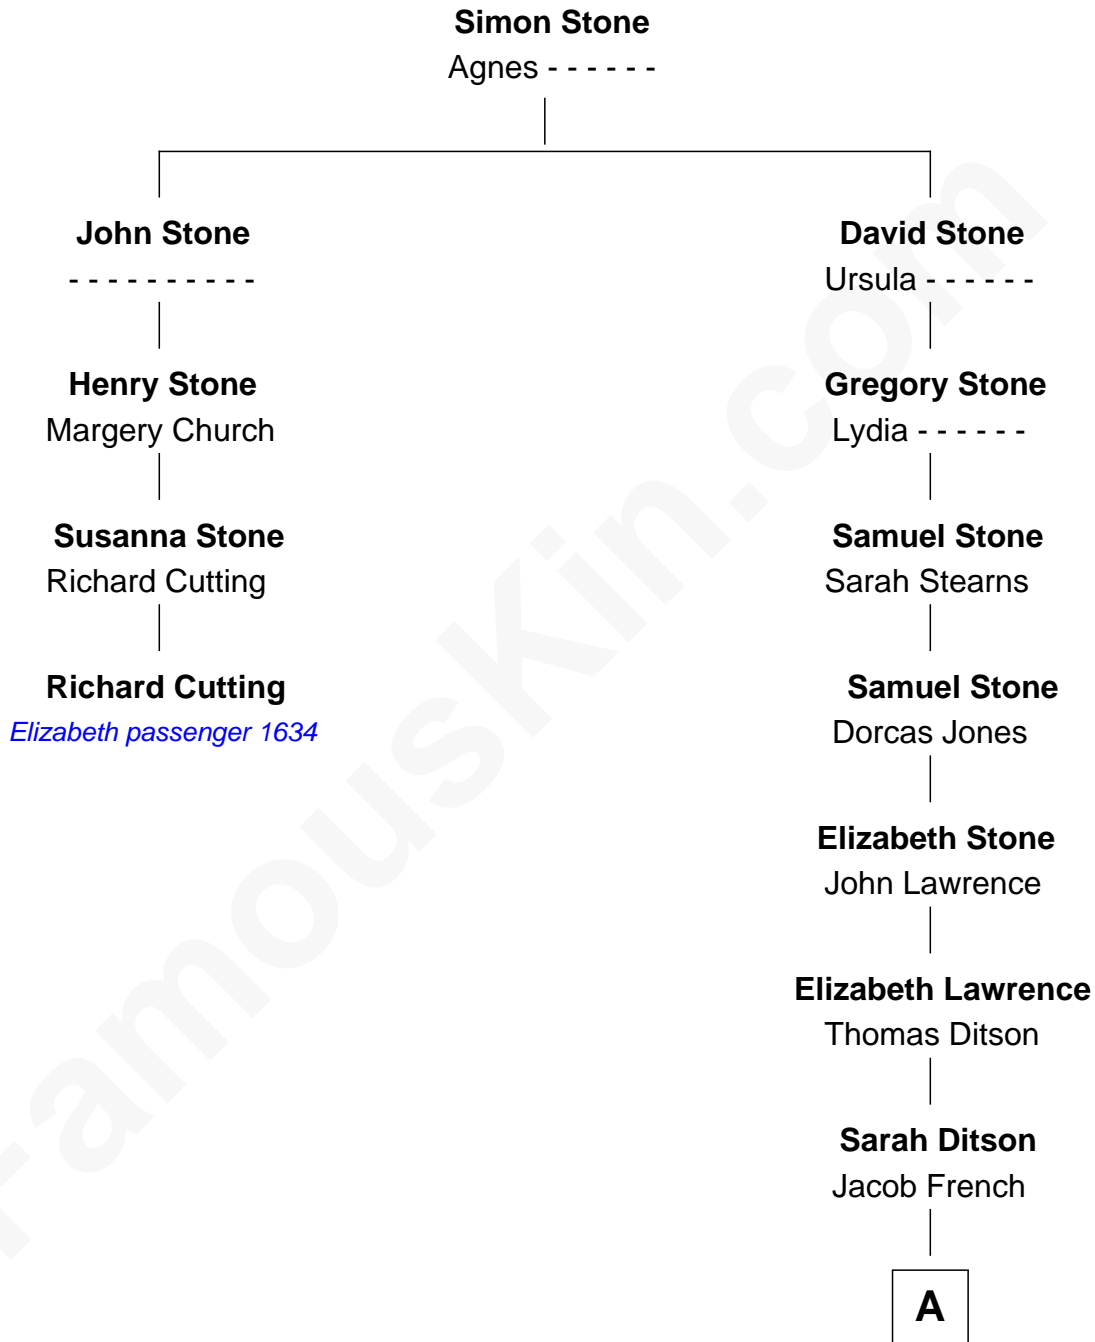 Simon Stone
Agnes - - - - - -
John Stone
- - - - - - - - - -
David Stone
Ursula - - - - - -
Henry Stone
Margery Church
Gregory Stone
Lydia - - - - - -
Susanna Stone
Richard Cutting
Samuel Stone
Sarah Stearns
Richard Cutting
Elizabeth passenger 1634
Samuel Stone
Dorcas Jones
Elizabeth Stone
John Lawrence
Elizabeth Lawrence
Thomas Ditson
Sarah Ditson
Jacob French
A
FamousKin.com